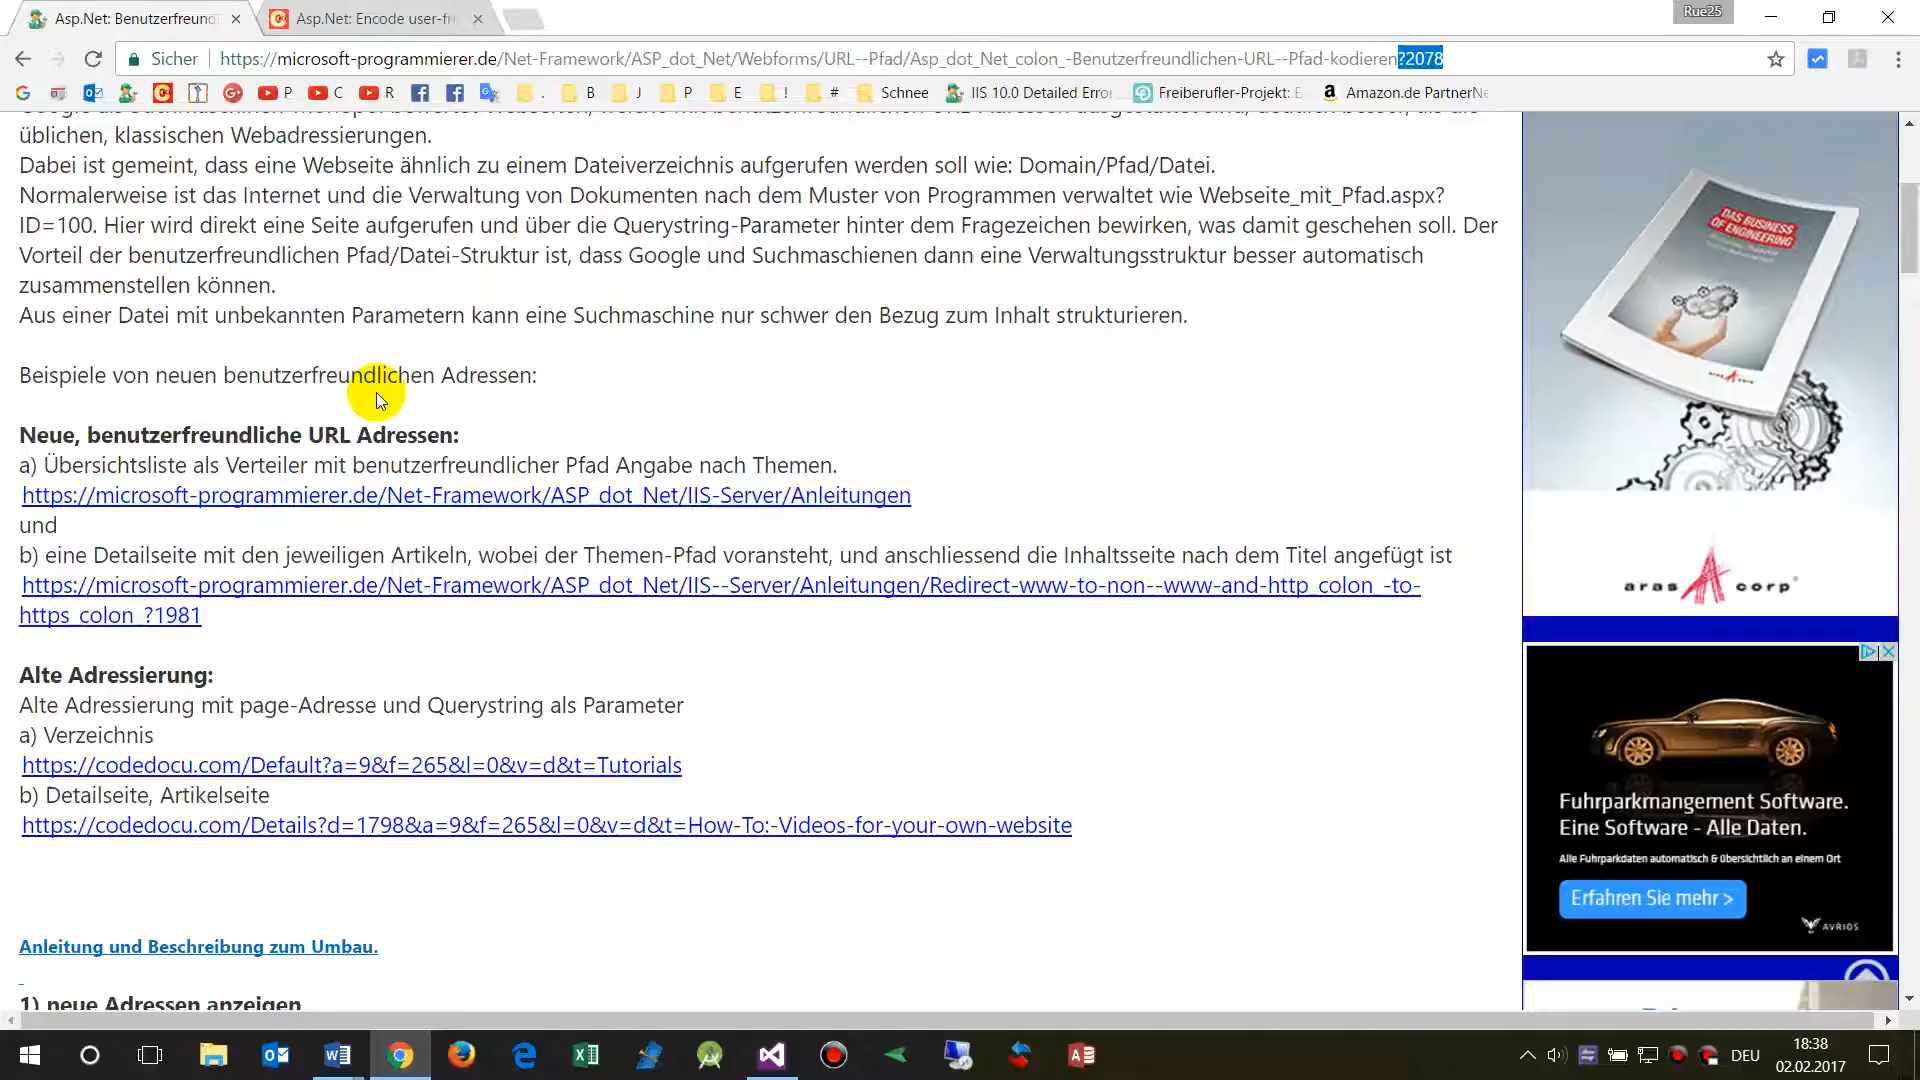 Asp.Net: Benutzerfreund
Asp.Net: Encode user-fr
Rue25
Sicher
https://microsoft-programmierer.de/Net-Framework/ASP_dot_Net/Webforms/URL--Pfad/Asp_dot_Net_colon_-Benutzerfreundlichen-URL--Pfad-kodieren?2078
P
C
R
.
B
J
P
E
!
#
Schnee
IIS 10.0 Detailed Error
Freiberufler-Projekt: E
Amazon.de PartnerNe
üblichen, klassischen Webadressierungen.
Dabei ist gemeint, dass eine Webseite ähnlich zu einem Dateiverzeichnis aufgerufen werden soll wie: Domain/Pfad/Datei.
Normalerweise ist das Internet und die Verwaltung von Dokumenten nach dem Muster von Programmen verwaltet wie Webseite_mit_Pfad.aspx?
ID=100. Hier wird direkt eine Seite aufgerufen und über die Querystring-Parameter hinter dem Fragezeichen bewirken, was damit geschehen soll. Der
Vorteil der benutzerfreundlichen Pfad/Datei-Struktur ist, dass Google und Suchmaschienen dann eine Verwaltungsstruktur besser automatisch
zusammenstellen können.
Aus einer Datei mit unbekannten Parametern kann eine Suchmaschine nur schwer den Bezug zum Inhalt strukturieren.
Beispiele von neuen benutzerfreundlichen Adressen:
Neue, benutzerfreundliche URL Adressen:
a) Übersichtsliste als Verteiler mit benutzerfreundlicher Pfad Angabe nach Themen.
https://microsoft-programmierer.de/Net-Framework/ASP_dot_Net/IIS-Server/Anleitungen
und
b) eine Detailseite mit den jeweiligen Artikeln, wobei der Themen-Pfad voransteht, und anschliessend die Inhaltsseite nach dem Titel angefügt ist
https://microsoft-programmierer.de/Net-Framework/ASP_dot_Net/IIS--Server/Anleitungen/Redirect-www-to-non--www-and-http_colon_-to-
https_colon_?1981
Alte Adressierung:
Alte Adressierung mit page-Adresse und Querystring als Parameter
a) Verzeichnis
https://codedocu.com/Default?a=9&f=265&l=0&v=d&t=Tutorials
b) Detailseite, Artikelseite
https://codedocu.com/Details?d=1798&a=9&f=265&l=0&v=d&t=How-To:-Videos-for-your-own-website
Anleitung und Beschreibung zum Umbau.
1) neue Adressen anzeigen
DAS BUSINESS
OF ENGINEERING
aras corp
Fuhrparkmangement Software.
Eine Software - Alle Daten.
Alle Fuhrparkdaten automatisch & übersichtlich an einem Ort
Erfahren Sie mehr >
AVRIOS
DEU
18:38
02.02.2017